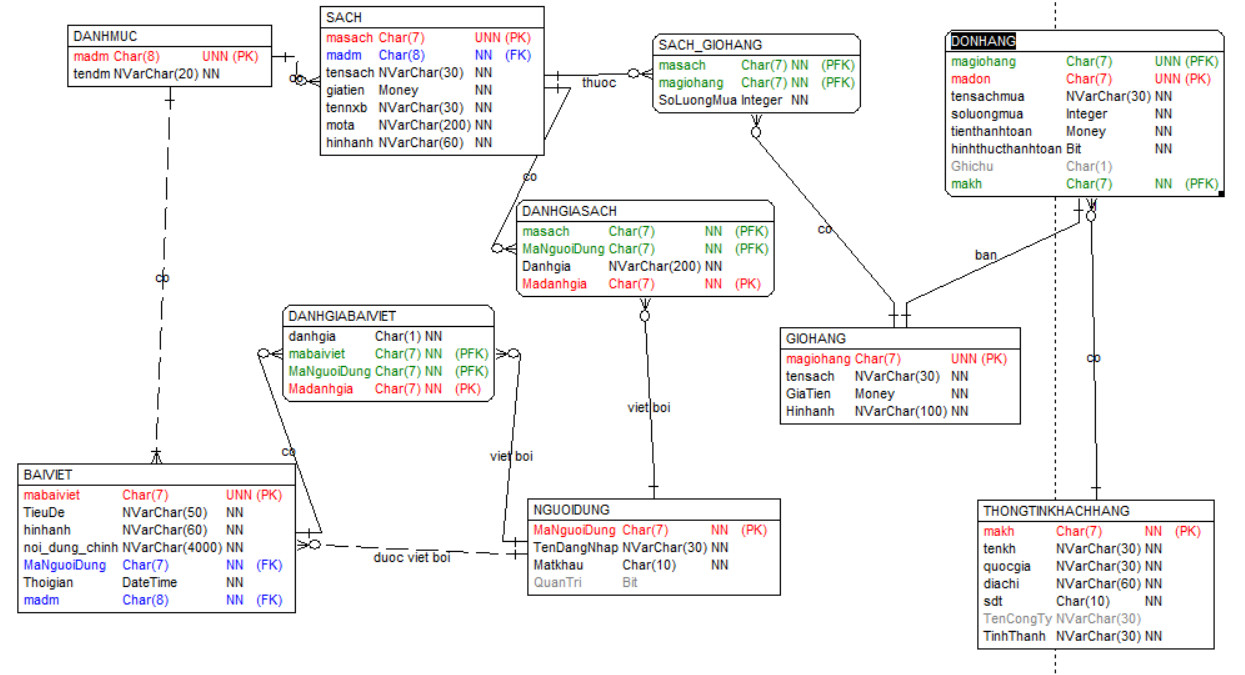 DANHMUC
madm Char(8) UNN (PK)
tendm NVarChar(20) NN
SACH
masach Char(7) UNN (PK)
madm Char(8) NN (FK)
tensach NVarChar(30) NN
giatien Money NN
tennxb NVarChar(30) NN
mota NVarChar(200) NN
hinhanh NVarChar(60) NN
co
thuoc
SACH_GIOHANG
masach Char(7) NN (PFK)
magiohang Char(7) NN (PFK)
SoLuongMua Integer NN
DONHANG
magiohang Char(7) UNN (PFK)
madon Char(7) UNN (PK)
tensachmua NVarChar(30) NN
soluongmua Integer NN
tienthanhtoan Money NN
hinhthucthanhtoan Bit NN
Ghichu Char(1)
makh Char(7) NN (PFK)
co
DANHGIASACH
masach Char(7) NN (PFK)
MaNguoiDung Char(7) NN (PFK)
Danhgia NVarChar(200) NN
Madanhgia Char(7) NN (PK)
co
ban
co
DANHGIABAIVIET
danhgia Char(1) NN
mabaiviet Char(7) NN (PFK)
MaNguoiDung Char(7) NN (PFK)
Madanhgia Char(7) NN (PK)
GIOHANG
magiohang Char(7) UNN (PK)
tensach NVarChar(30) NN
GiaTien Money NN
Hinhanh NVarChar(100) NN
co
viet boi
co
viet boi
BAIVIET
mabaiviet Char(7) UNN (PK)
TieuDe NVarChar(50) NN
hinhanh NVarChar(60) NN
noi_dung_chinh NVarChar(4000) NN
MaNguoiDung Char(7) NN (FK)
Thoigian DateTime NN
madm Char(8) NN (FK)
duoc viet boi
NGUOIDUNG
MaNguoiDung Char(7) NN (PK)
TenDangNhap NVarChar(30) NN
Matkhau Char(10) NN
QuanTri Bit
THONGTINKHACHHANG
makh Char(7) NN (PK)
tenkh NVarChar(30) NN
quocgia NVarChar(30) NN
diachi NVarChar(60) NN
sdt Char(10) NN
TenCongTy NVarChar(30)
TinhThanh NVarChar(30) NN